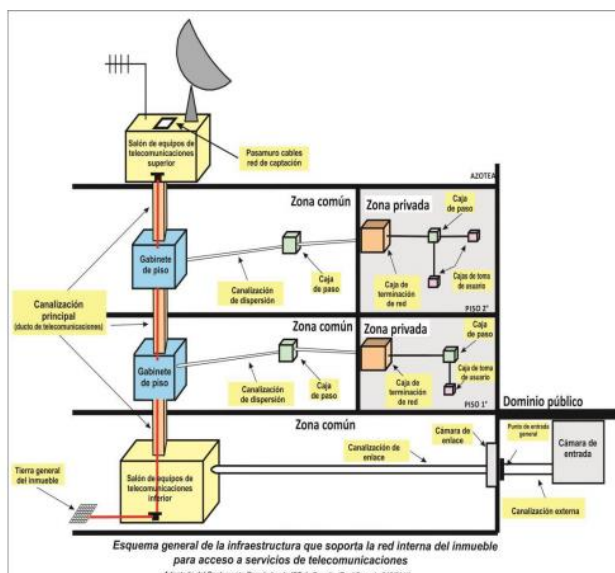 Salón de equipos de
telecomunicaciones
superior
Pasamuro cables
red de captación
AZOTEA
Zona común
Zona privada
Caja
de paso
Gabinete
de piso
Canalización
de dispersión
Caja
de paso
Caja de
terminación
de red
Cajas de toma
de usuario
PISO 2°
Canalización
principal
(ducto de telecomunicaciones)
Zona común
Zona privada
Caja
de paso
Gabinete
de piso
Canalización
de dispersión
Caja
de paso
Caja de
terminación
de red
Caja de toma
de usuario
PISO 1°
Dominio público
Zona común
Cámara de
enlace
Punto de entrada
general
Cámara de
entrada
Canalización de
enlace
Tierra general
del inmueble
Salón de equipos de
telecomunicaciones
inferior
Canalización externa
Esquema general de la infraestructura que soporta la red interna del inmueble
para acceso a servicios de telecomunicaciones